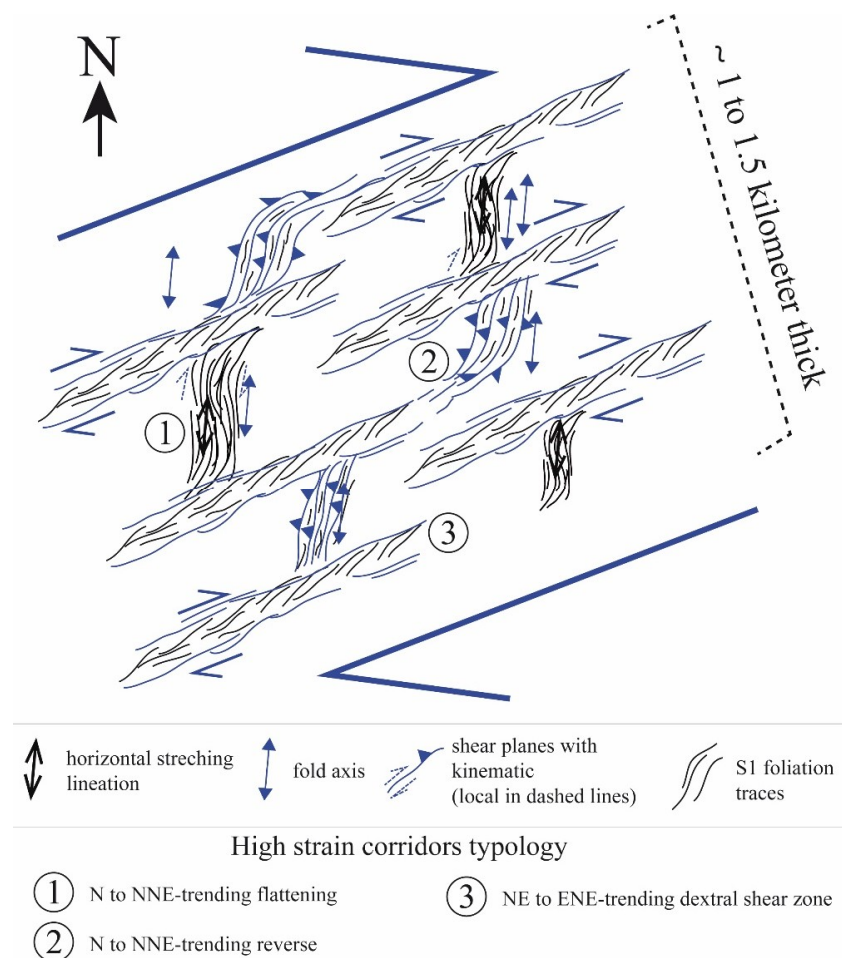 N
~ 1 to 1.5 kilometer thick
1
2
3
horizontal streching
lineation
fold axis
shear planes with
kinematic
(local in dashed lines)
S1 foliation
traces
High strain corridors typology
1 N to NNE-trending flattening
3 NE to ENE-trending dextral shear zone
2 N to NNE-trending reverse